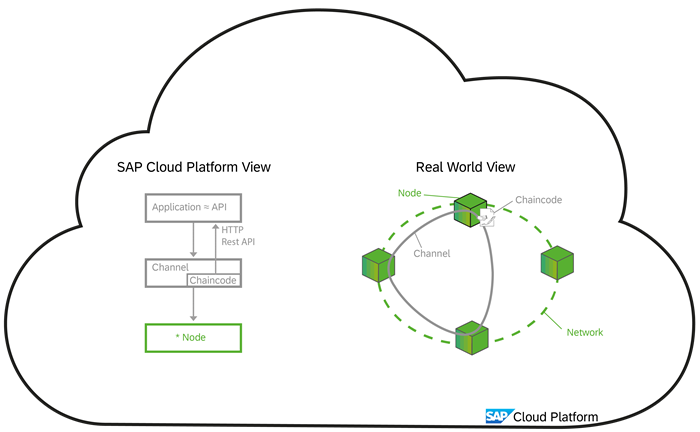 SAP Cloud Platform View
Application ≈ API
HTTP
Rest API
Channel
Chaincode
* Node
Real World View
Node
Chaincode
Channel
Network
SAP Cloud Platform